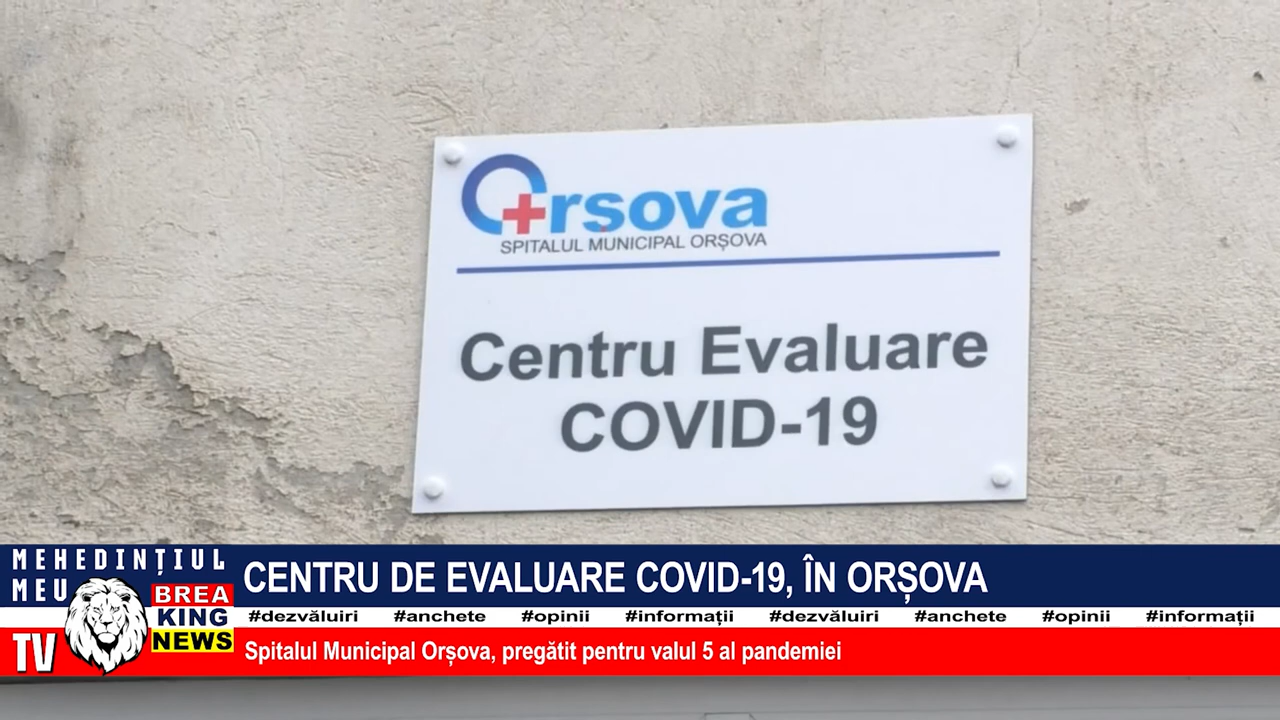 Orșova
SPITALUL MUNICIPAL ORȘOVA
Centru Evaluare
COVID-19
MEHEDINȚIUL
MEU
TV
BREA
KING
NEWS
CENTRU DE EVALUARE COVID-19, ÎN ORȘOVA
#dezvăluiri #anchete #opinii #informații #dezvăluiri #anchete #opinii #informații
Spitalul Municipal Orșova, pregătit pentru valul 5 al pandemiei